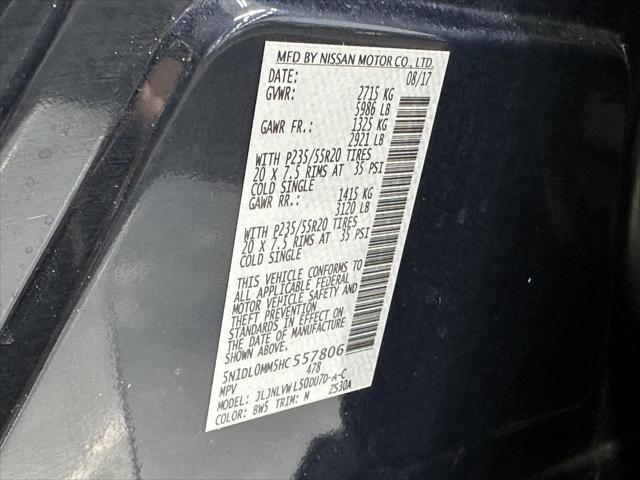 MFD BY NISSAN MOTOR CO., LTD.
DATE: 08/17
GVWR: 2715 KG
5986 LB
GAWR FR.: 1325 KG
2921 LB
WITH P235/55R20 TIRES
20 X 7.5 RIMS AT 35 PSI
COLD SINGLE
GAWR RR.: 1415 KG
3120 LB
WITH P235/55R20 TIRES
20 X 7.5 RIMS AT 35 PSI
COLD SINGLE
THIS VEHICLE CONFORMS TO
ALL APPLICABLE FEDERAL
MOTOR VEHICLE SAFETY AND
THEFT PREVENTION
STANDARDS IN EFFECT ON
THE DATE OF MANUFACTURE
SHOWN ABOVE.
5N1DL0MM5HC557806
MPV 478
MODEL: JLJNLVWL50DU7D-A-C
COLOR: BW5 TRIM: M ZS30A